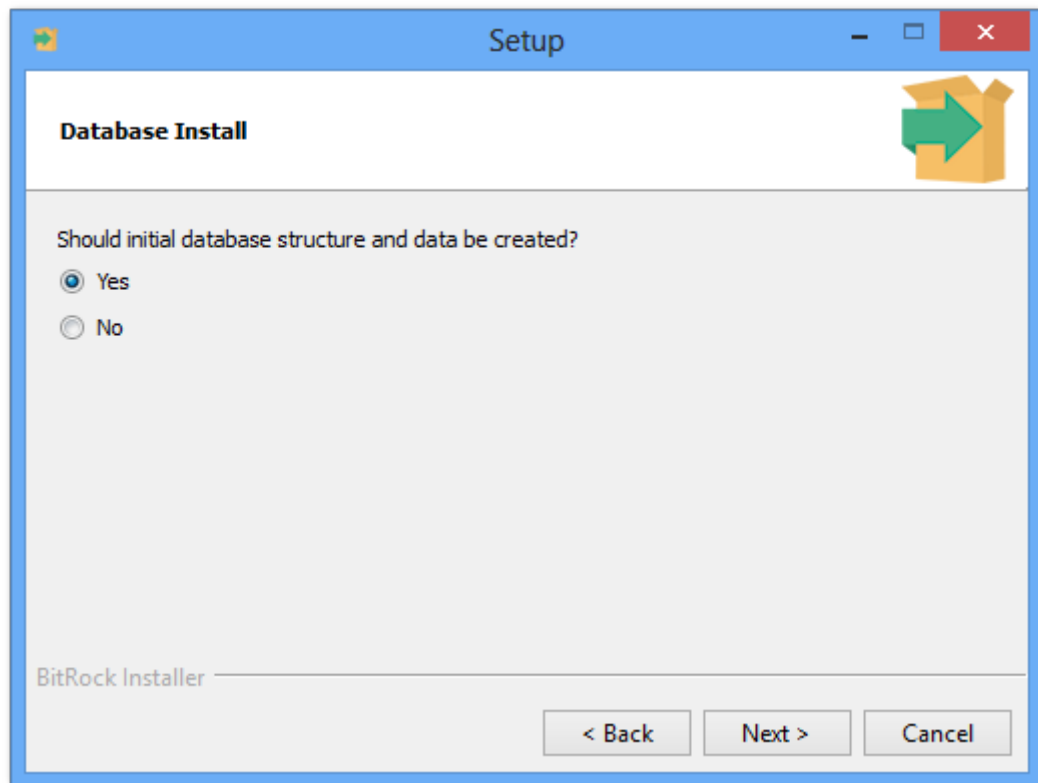 Setup
Database Install
Should initial database structure and data be created?
Yes
No
BitRock Installer
< Back Next > Cancel